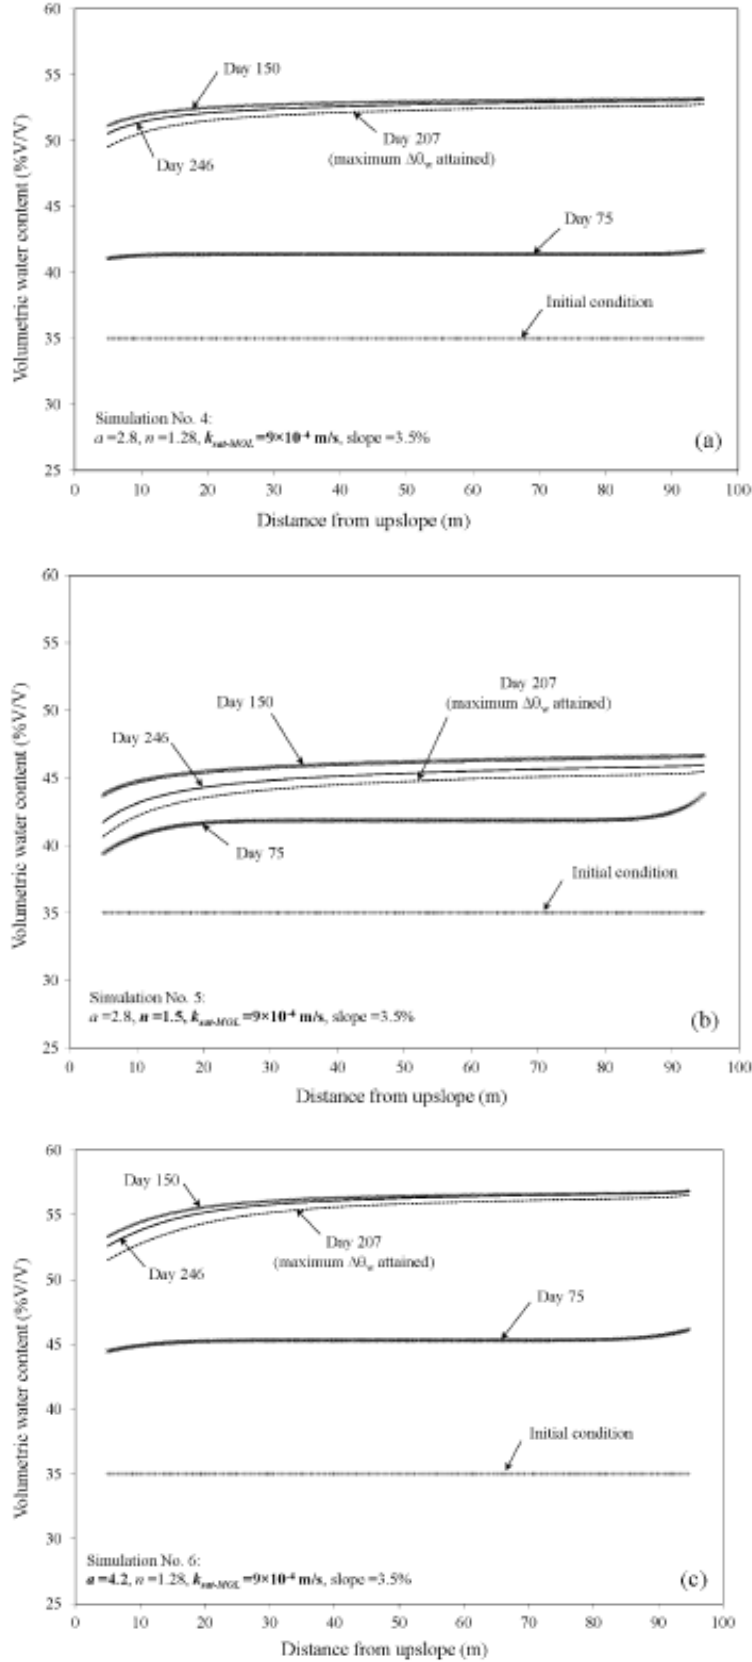 60
55
50
45
40
35
30
25
Volumetric water content (%V/V)
Day 150
Day 246
Day 207
(maximum Δθw attained)
Day 75
Initial condition
Simulation No. 4:
a =2.8, n =1.28, ksat-MOL =9×10-4 m/s, slope =3.5%
(a)
0 10 20 30 40 50 60 70 80 90 100
Distance from upslope (m)
60
55
50
45
40
35
30
25
Volumetric water content (%V/V)
Day 207
(maximum Δθw attained)
Day 150
Day 246
Day 75
Initial condition
Simulation No. 5:
a =2.8, n =1.5, ksat-MOL =9×10-4 m/s, slope =3.5%
(b)
0 10 20 30 40 50 60 70 80 90 100
Distance from upslope (m)
60
55
50
45
40
35
30
25
Volumetric water content (%V/V)
Day 150
Day 207
(maximum Δθw attained)
Day 246
Day 75
Initial condition
Simulation No. 6:
a =4.2, n =1.28, ksat-MOL =9×10-4 m/s, slope =3.5%
(c)
0 10 20 30 40 50 60 70 80 90 100
Distance from upslope (m)